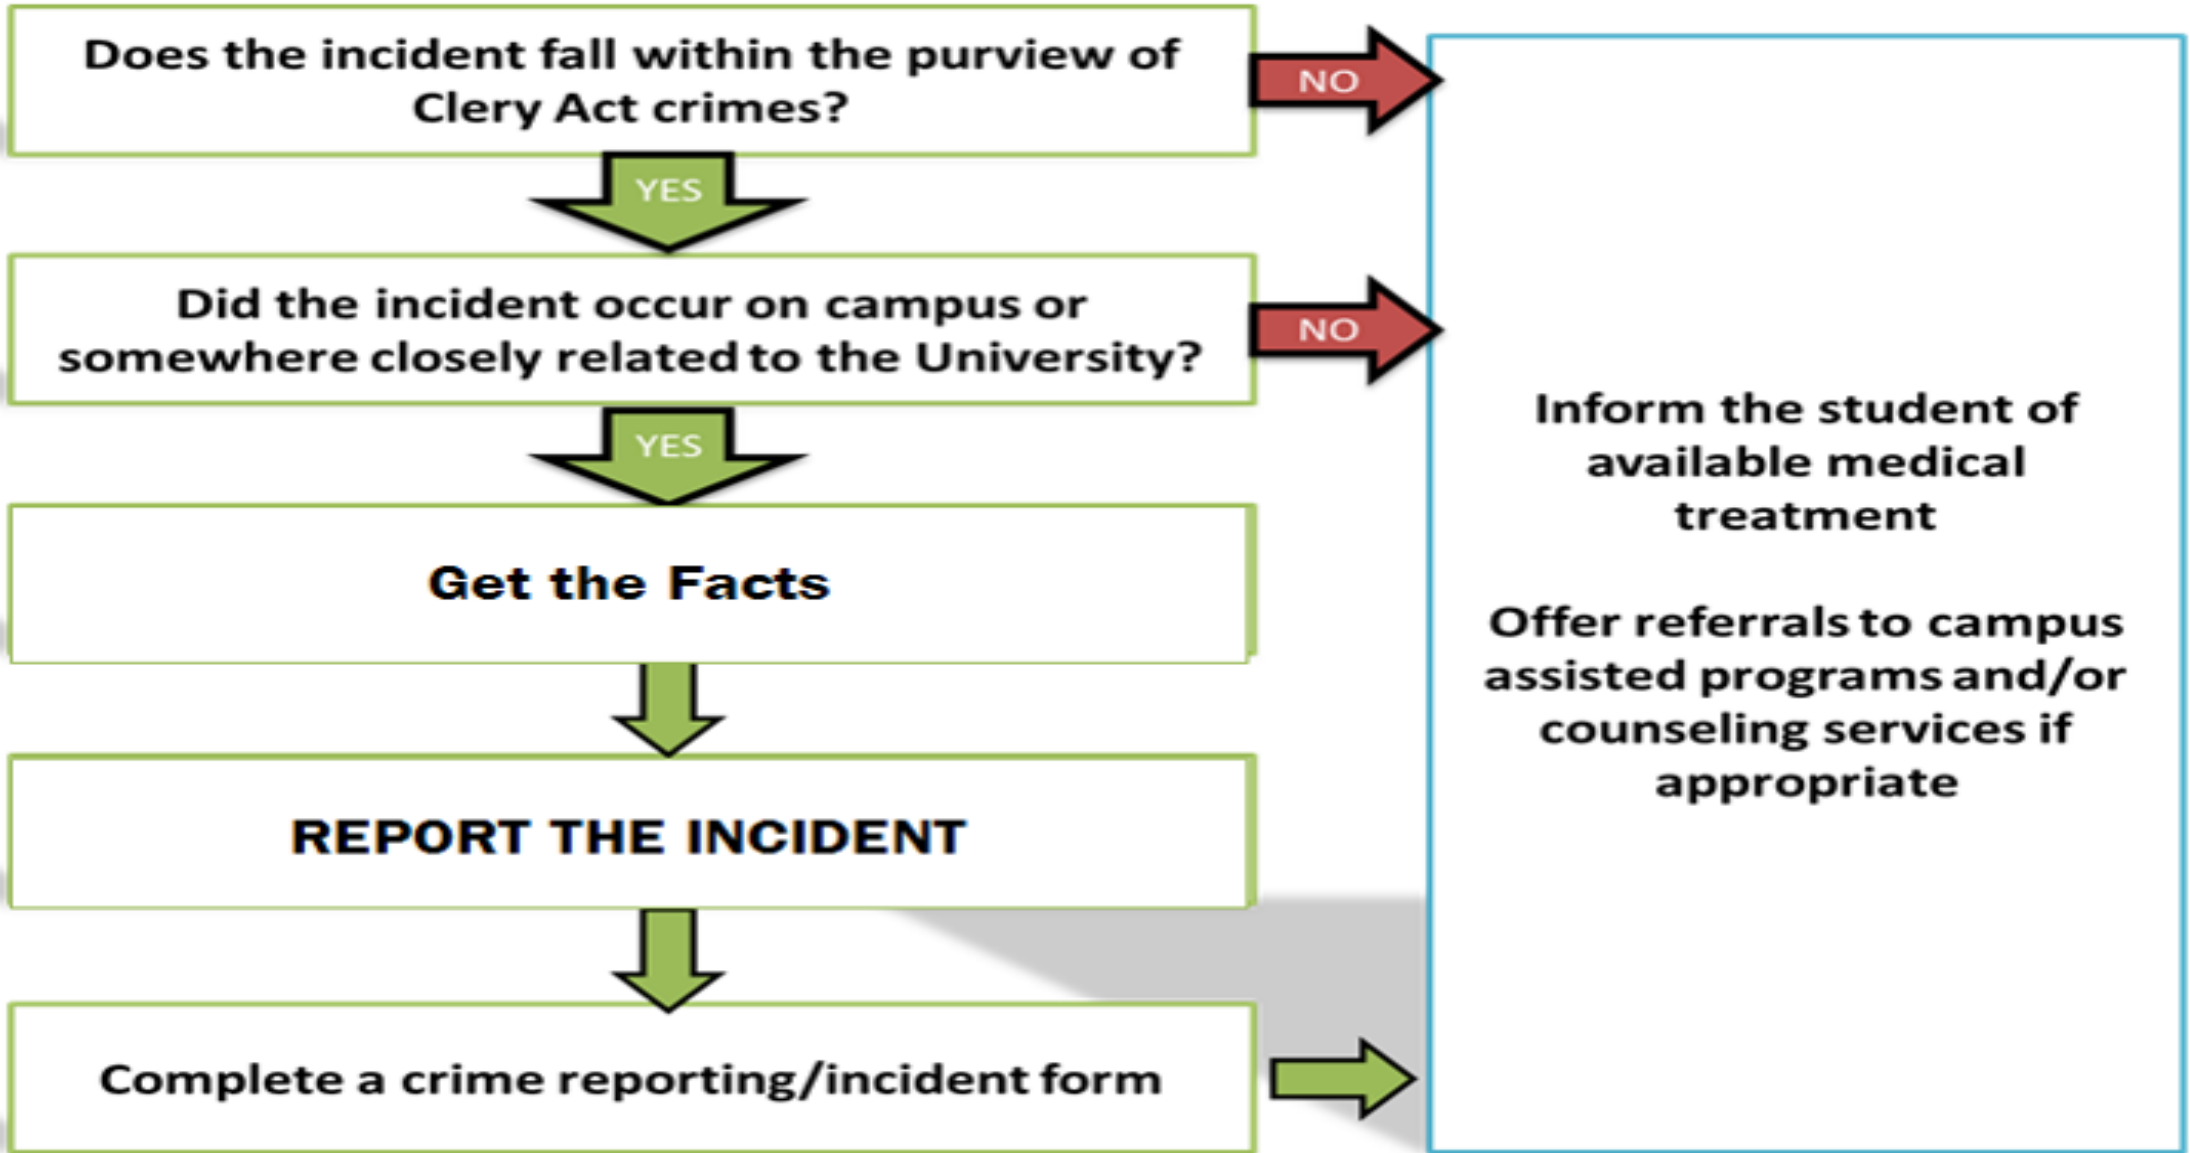 Does the incident fall within the purview of
Clery Act crimes?
NO
YES
Did the incident occur on campus or
somewhere closely related to the University?
NO
YES
Get the Facts
REPORT THE INCIDENT
Complete a crime reporting/incident form
Inform the student of
available medical
treatment
Offer referrals to campus
assisted programs and/or
counseling services if
appropriate